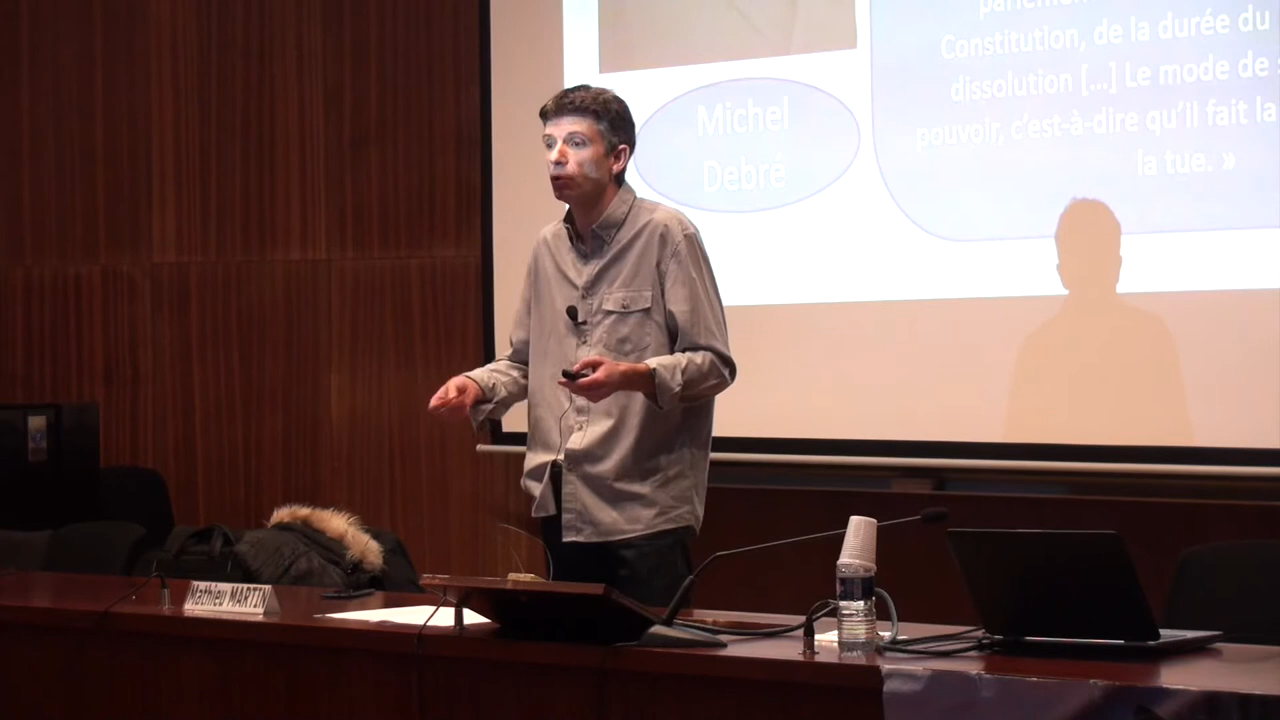 Constitution, de la durée du
dissolution [...] Le mode de
pouvoir, c'est-à-dire qu'il fait la
la tue. »
Michel
Debré
Mathieu MARTIN